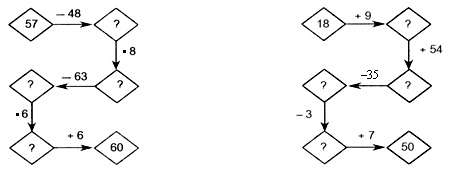 57 – 48 ?
· 8
? – 63 ?
· 6
? + 6 60
18 + 9 ?
+ 54
? –35 ?
– 3
? + 7 50